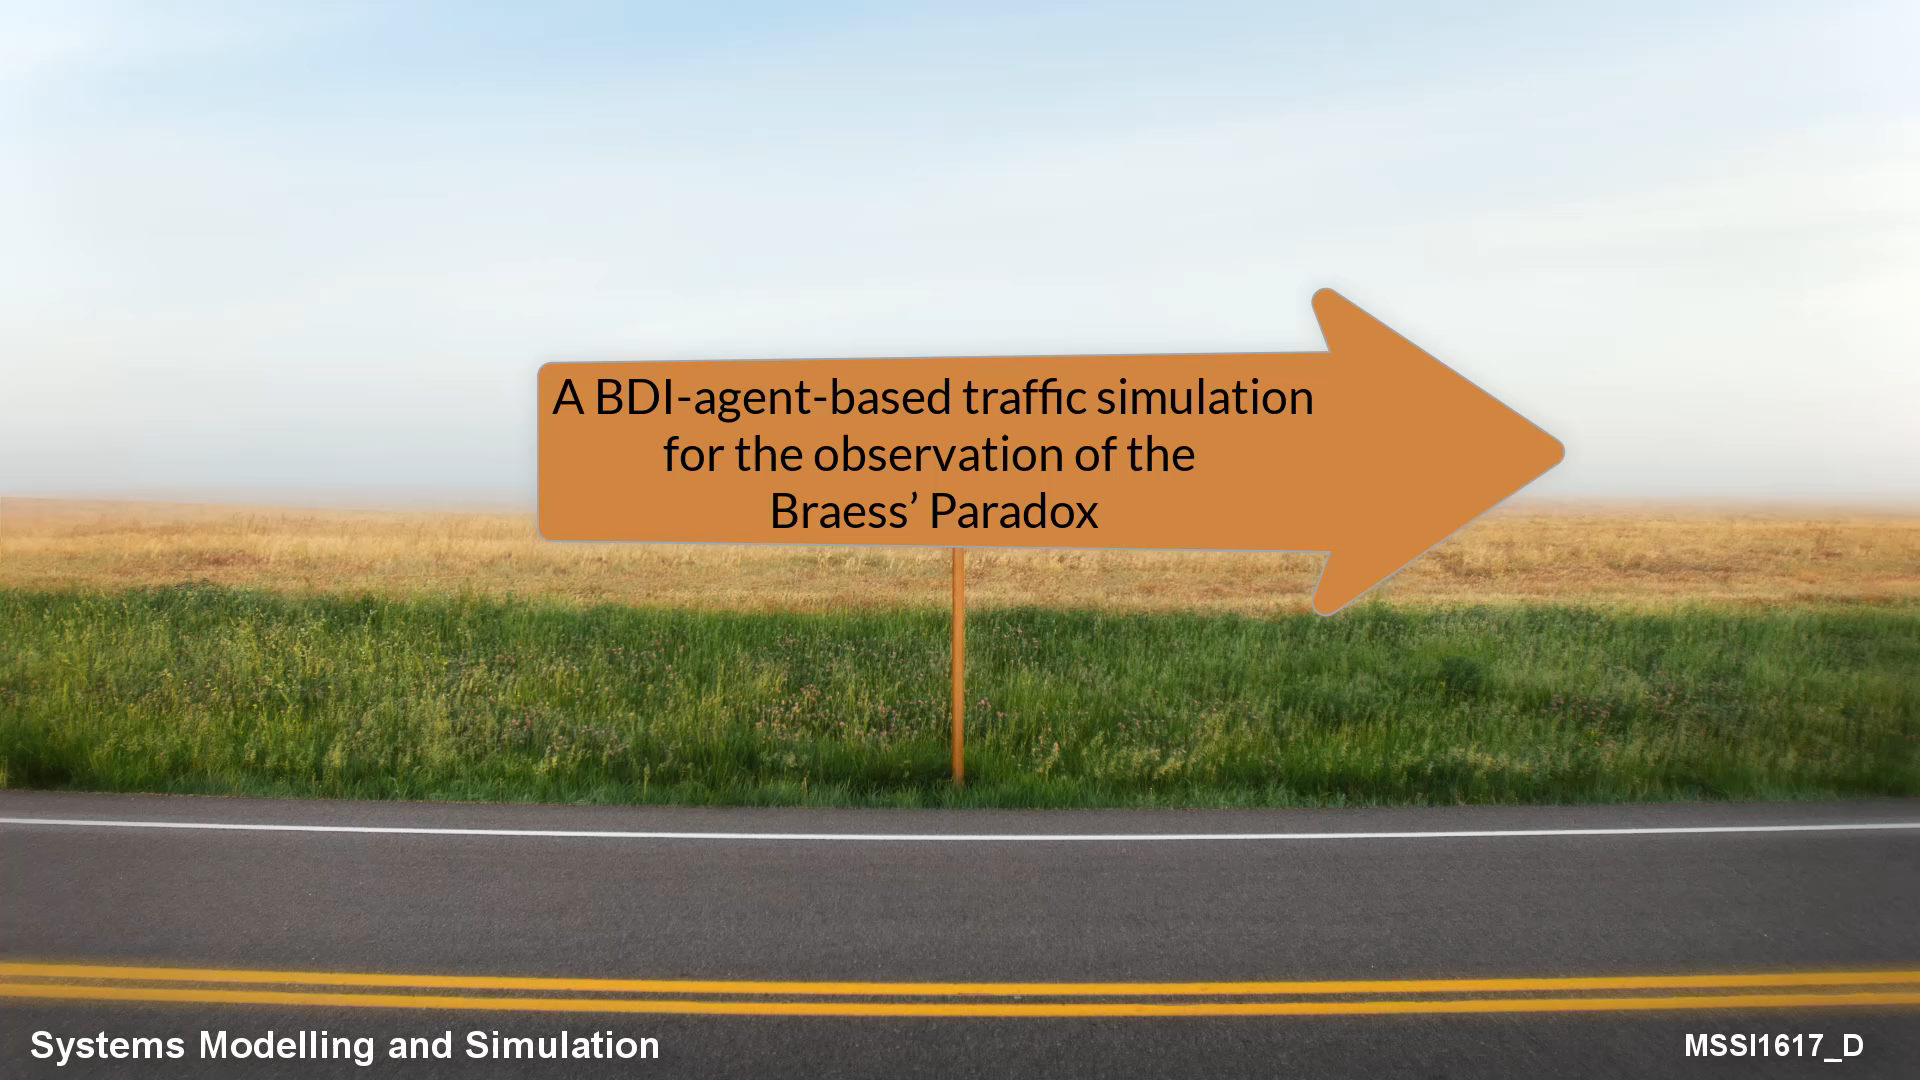 A BDI-agent-based traffic simulation
for the observation of the
Braess’ Paradox
Systems Modelling and Simulation
MSSI1617_D